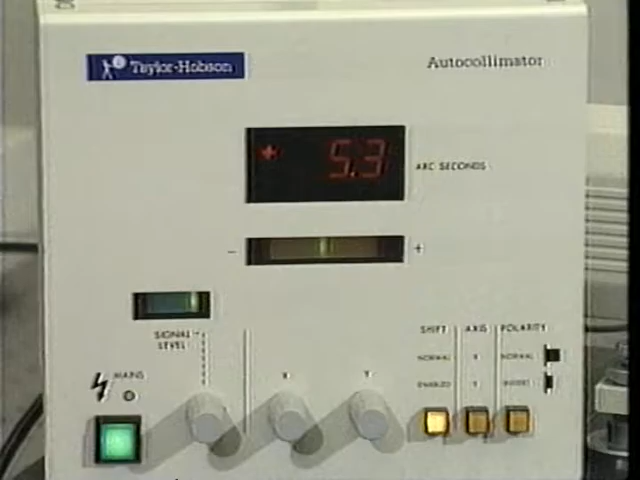 Taylor-Hobson
Autocollimator
+ 5.3
ARC SECONDS
- +
SIGNAL
LEVEL
SHIFT AXIS POLARITY
NORMAL X NORMAL
ENABLED Y INVERT
MAINS
X Y